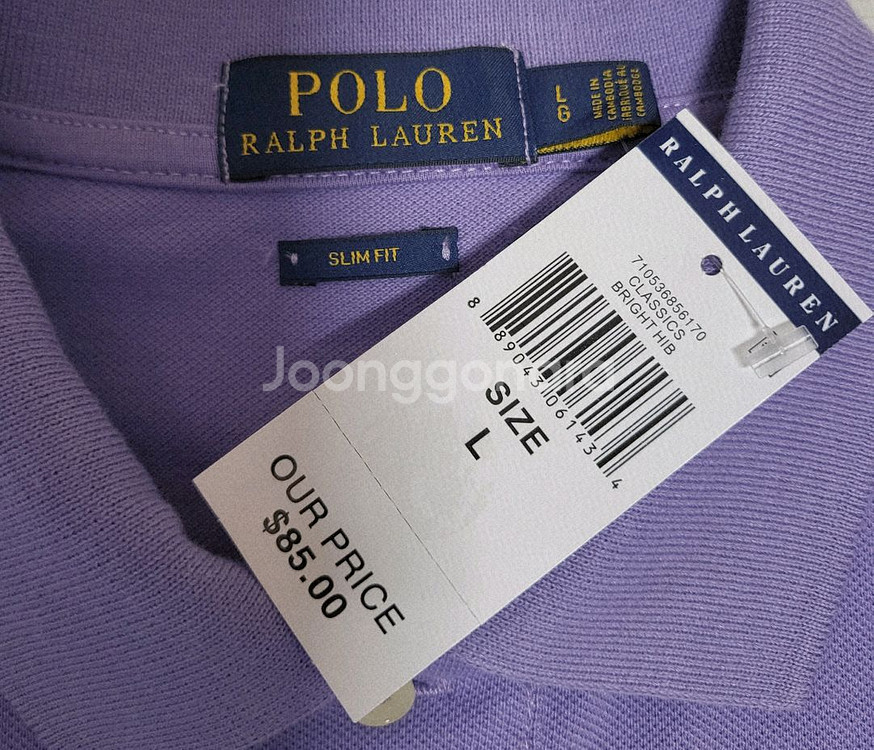 POLO
RALPH LAUREN
L
G
MADE IN
CAMBODIA
FABRIQUÉ AU
CAMBODGE
SLIM FIT
RALPH LAUREN
710536856170
CLASSICS
BRIGHT HIB
8 89043 06143 4
SIZE
L
OUR PRICE
$85.00
Joonggonara